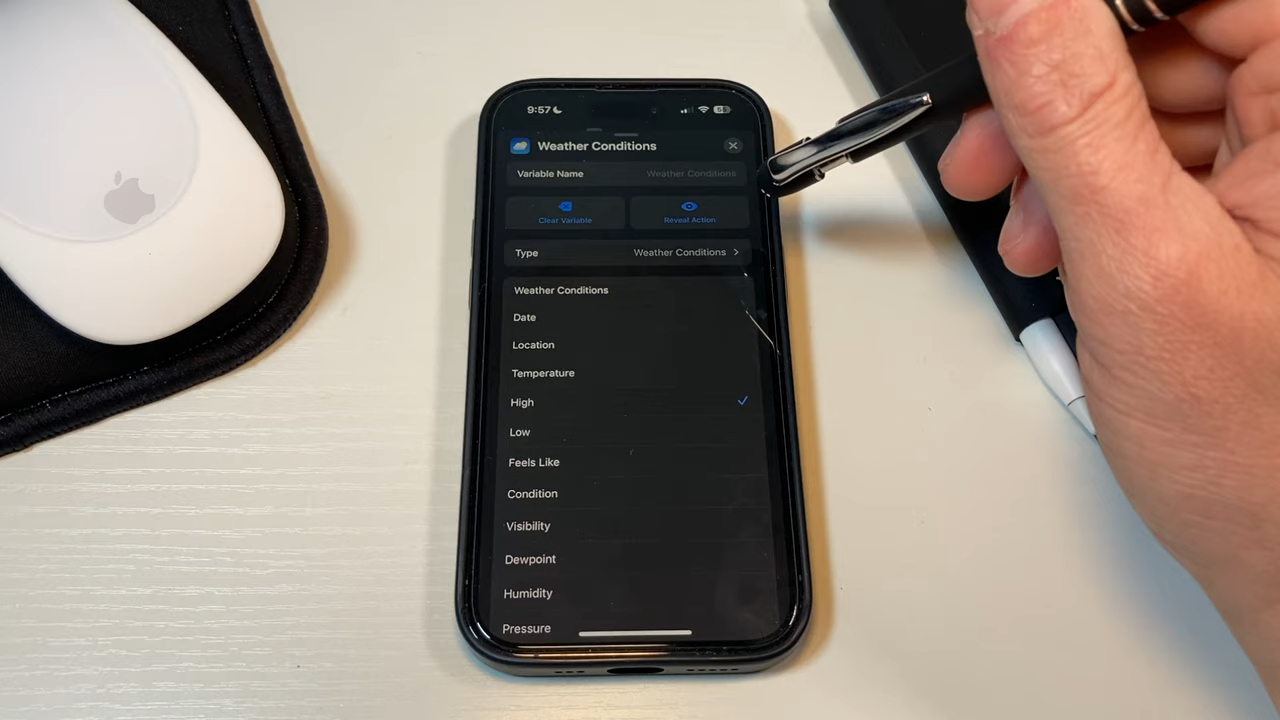 9:57
Weather Conditions
Variable Name Weather Conditions
Clear Variable Reveal Action
Type Weather Conditions
Weather Conditions
Date
Location
Temperature
High
Low
Feels Like
Condition
Visibility
Dewpoint
Humidity
Pressure